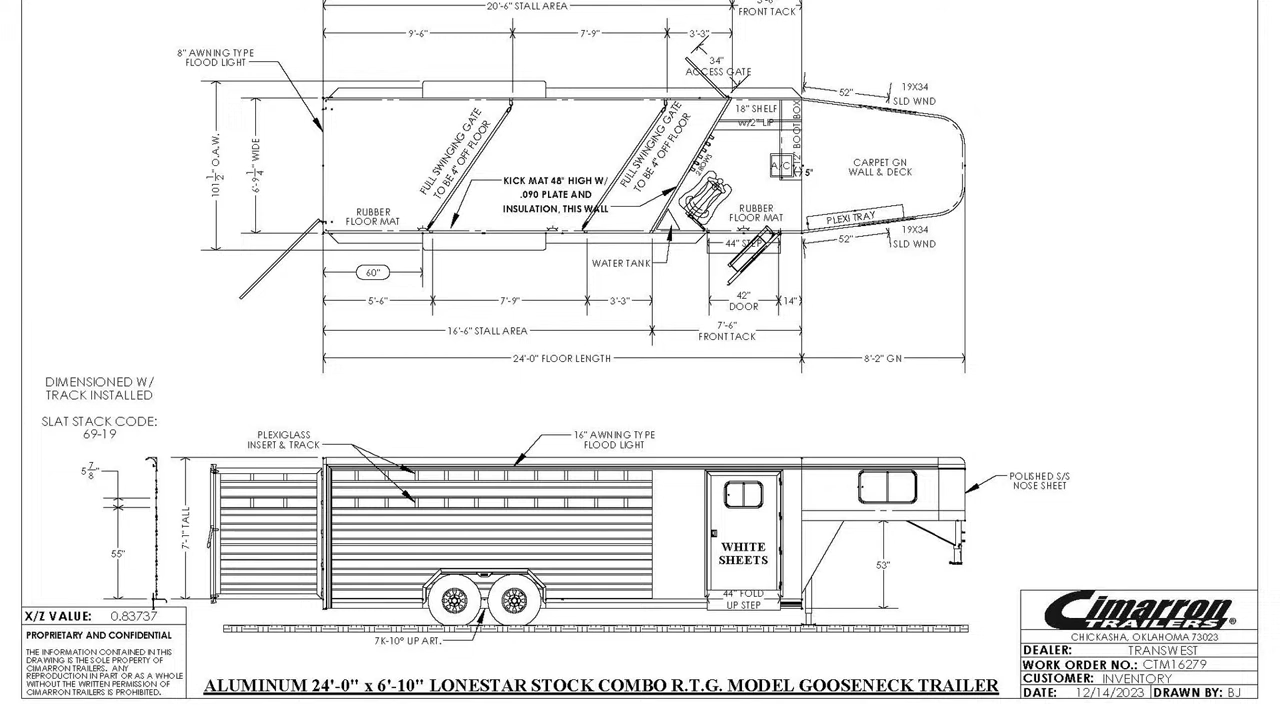 20'-6" STALL AREA
FRONT TACK
9'-6"
7'-9"
3'-3"
8" AWNING TYPE
FLOOD LIGHT
34"
ACCESS GATE
52"
19X34
SLD WND
18" SHELF
W/2" LIP
BOOT BOX
FULL SWINGING GATE
TO BE 4" OFF FLOOR
FULL SWINGING GATE
TO BE 4" OFF FLOOR
101 1/2" O.A.W.
WIDE
A/C
5"
CARPET GN
WALL & DECK
KICK MAT 48" HIGH W/
.090 PLATE AND
INSULATION, THIS WALL
RUBBER
FLOOR MAT
RUBBER
FLOOR MAT
PLEXI TRAY
19X34
SLD WND
52"
44" STEP
WATER TANK
60"
5'-6"
7'-9"
3'-3"
42"
DOOR
14"
16'-6" STALL AREA
7'-6"
FRONT TACK
24'-0" FLOOR LENGTH
8'-2" GN
DIMENSIONED W/
TRACK INSTALLED
SLAT STACK CODE:
69-19
PLEXIGLASS
INSERT & TRACK
16" AWNING TYPE
FLOOD LIGHT
5 7/8"
POLISHED S/S
NOSE SHEET
7'-1" TALL
55"
WHITE
SHEETS
53"
44" FOLD
UP STEP
7K-10° UP ART.
X/Z VALUE: 0.83737
PROPRIETARY AND CONFIDENTIAL
THE INFORMATION CONTAINED IN THIS
DRAWING IS THE SOLE PROPERTY OF
CIMARRON TRAILERS. ANY
REPRODUCTION IN PART OR AS A WHOLE
WITHOUT THE WRITTEN PERMISSION OF
CIMARRON TRAILERS IS PROHIBITED.
ALUMINUM 24'-0" x 6'-10" LONESTAR STOCK COMBO R.T.G. MODEL GOOSENECK TRAILER
Cimarron
TRAILERS®
CHICKASHA, OKLAHOMA 73023
DEALER: TRANSWEST
WORK ORDER NO.: CTM16279
CUSTOMER: INVENTORY
DATE: 12/14/2023 DRAWN BY: BJ